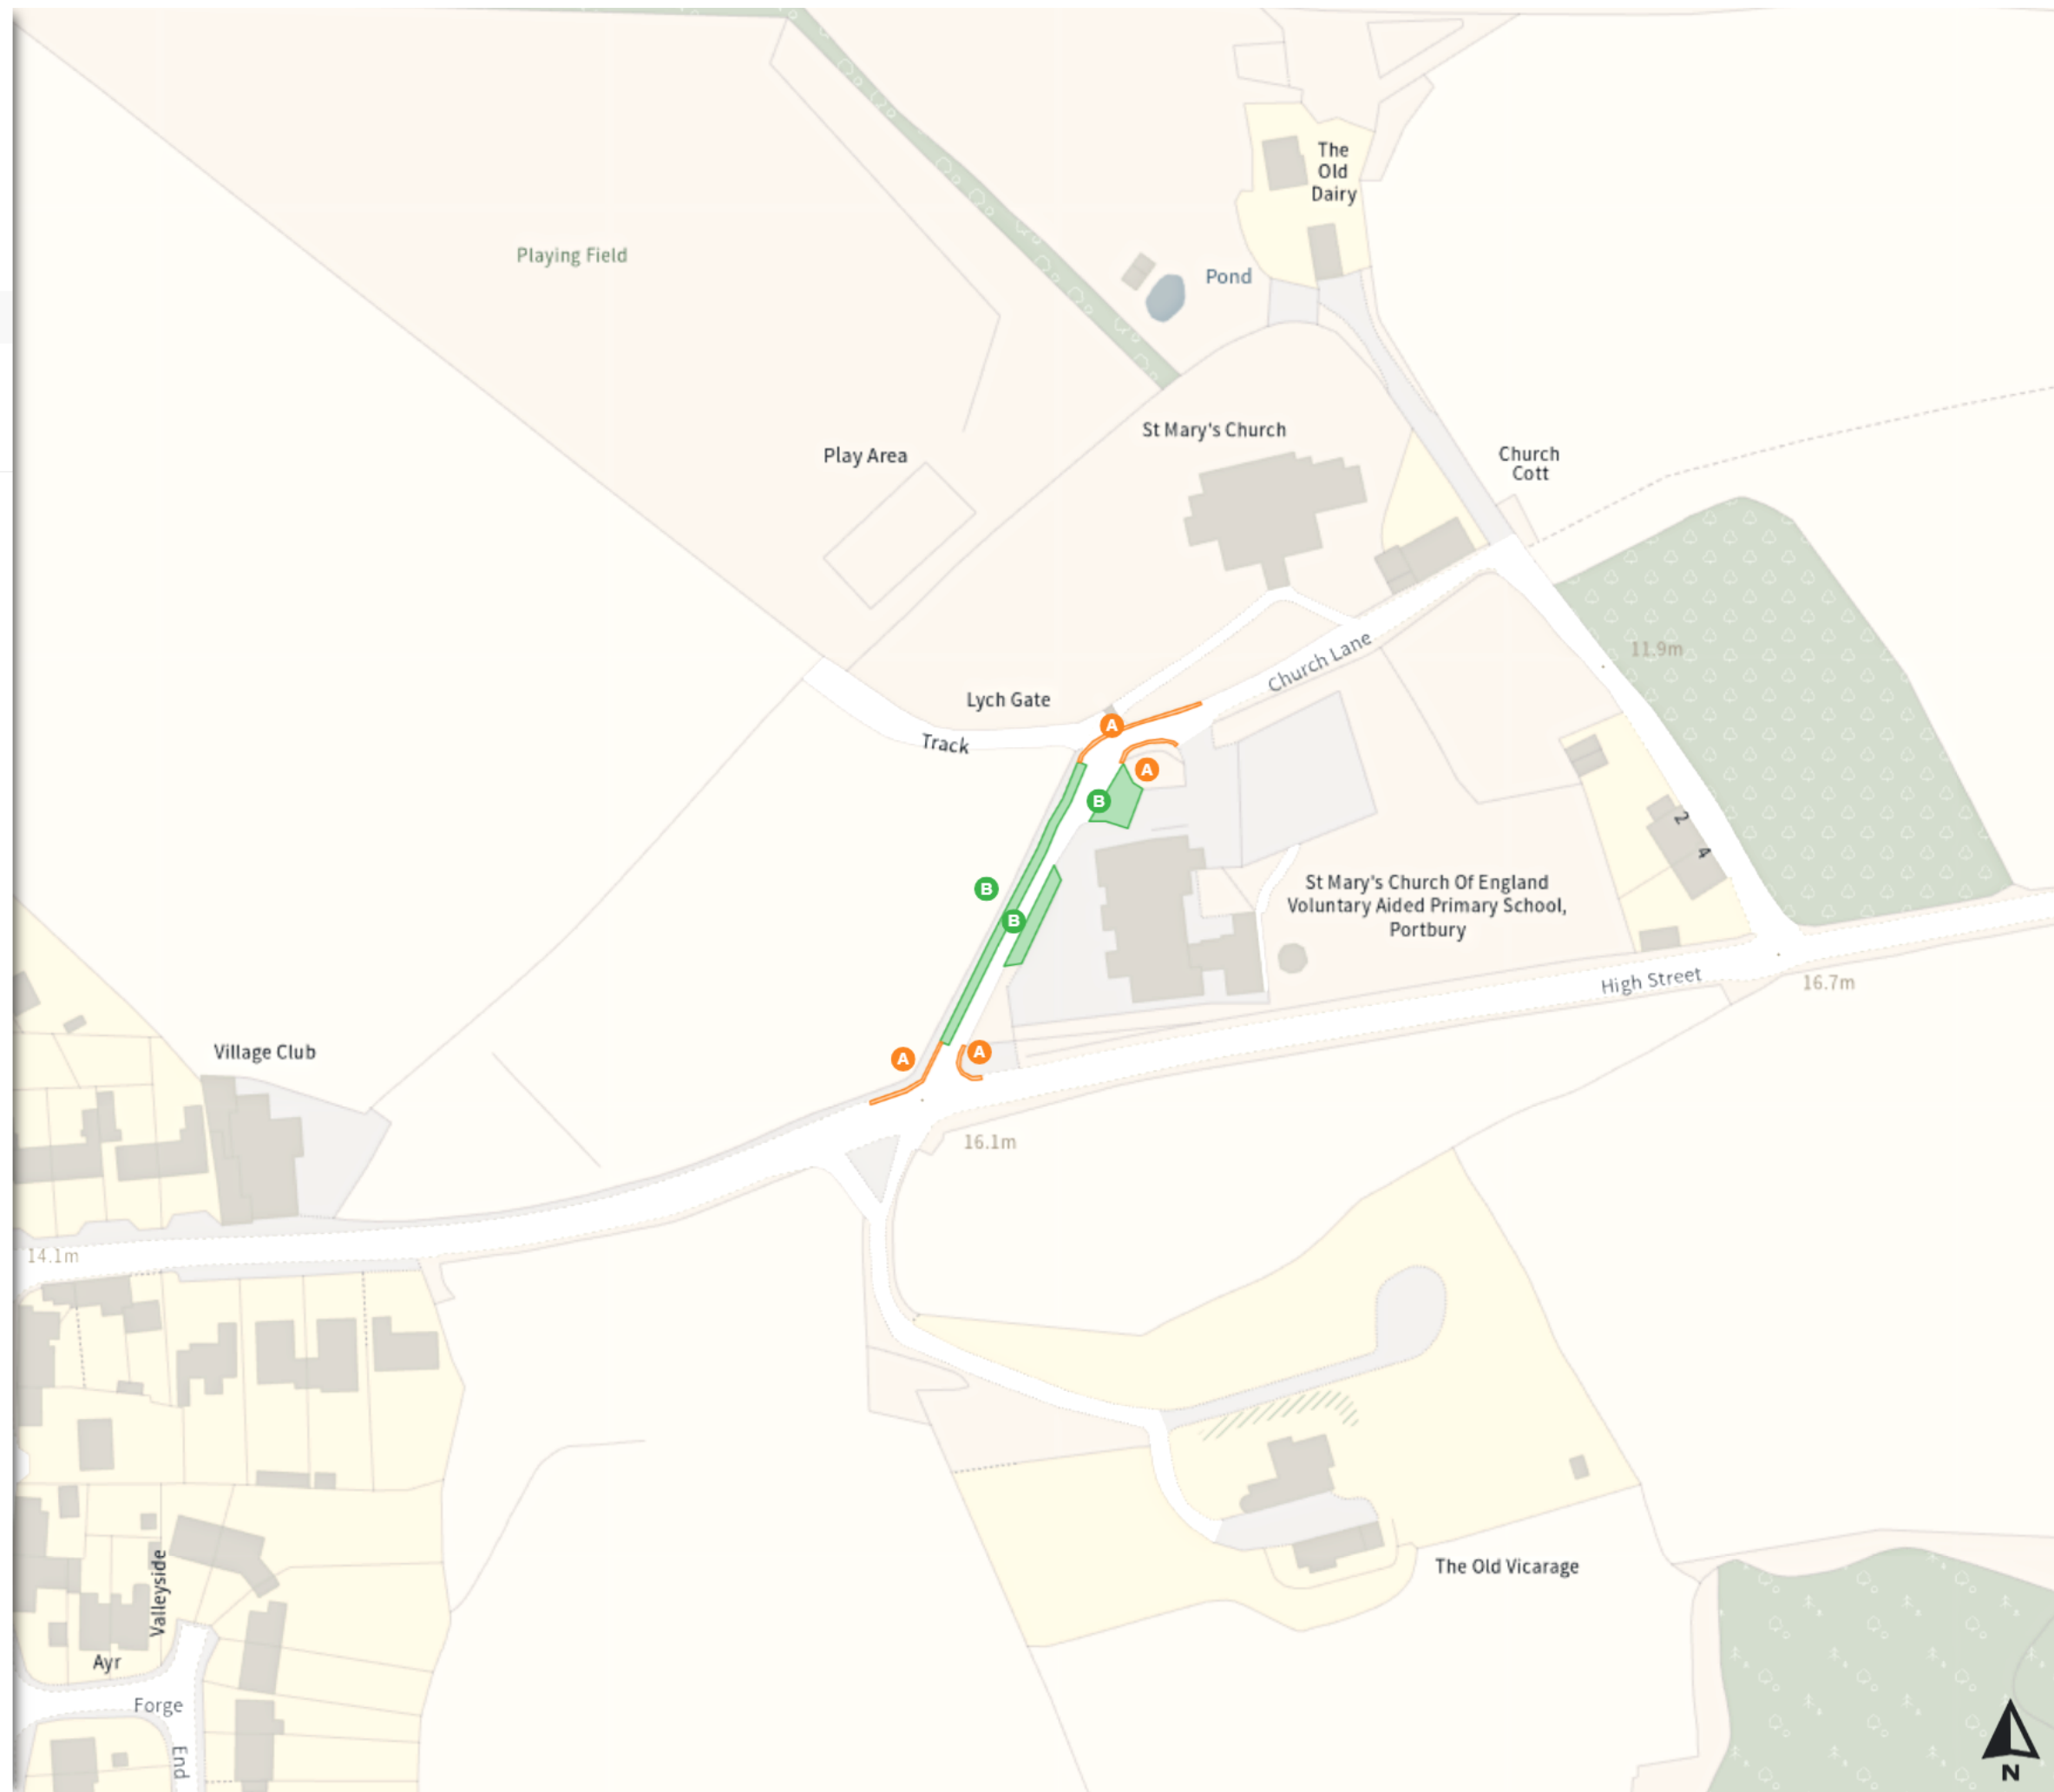 The
Old
Dairy
Playing Field
Pond
St Mary's Church
Play Area
Church
Cott
11.9m
Church Lane
Lych Gate
A
Track
A
B
2
4
B
St Mary's Church Of England
Voluntary Aided Primary School,
Portbury
B
High Street
16.7m
Village Club
A
A
16.1m
14.1m
The Old Vicarage
Valleyside
Ayr
Forge
End
N